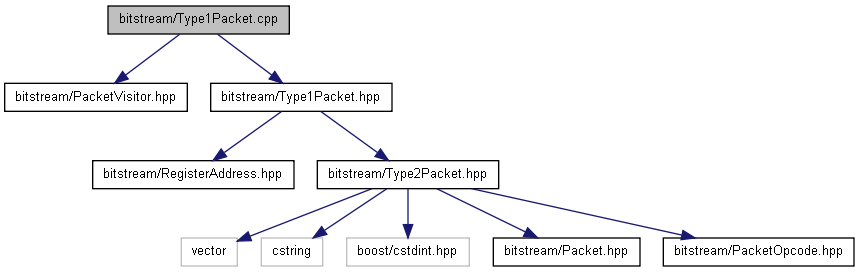 bitstream/Type1Packet.cpp
bitstream/PacketVisitor.hpp
bitstream/Type1Packet.hpp
bitstream/RegisterAddress.hpp
bitstream/Type2Packet.hpp
vector
cstring
boost/cstdint.hpp
bitstream/Packet.hpp
bitstream/PacketOpcode.hpp